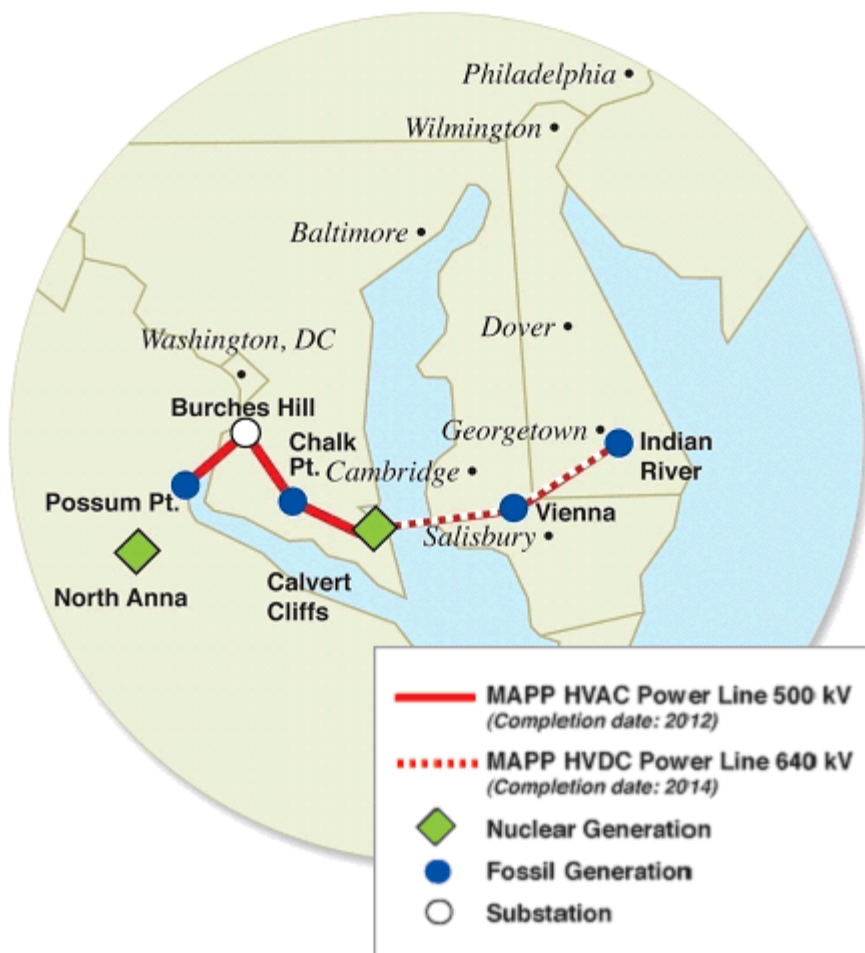 Philadelphia
Wilmington
Baltimore
Dover
Washington, DC
Burches Hill
Chalk
Pt.
Georgetown
Indian
River
Cambridge
Possum Pt.
Vienna
Salisbury
North Anna
Calvert
Cliffs
MAPP HVAC Power Line 500 kV
(Completion date: 2012)
MAPP HVDC Power Line 640 kV
(Completion date: 2014)
Nuclear Generation
Fossil Generation
Substation